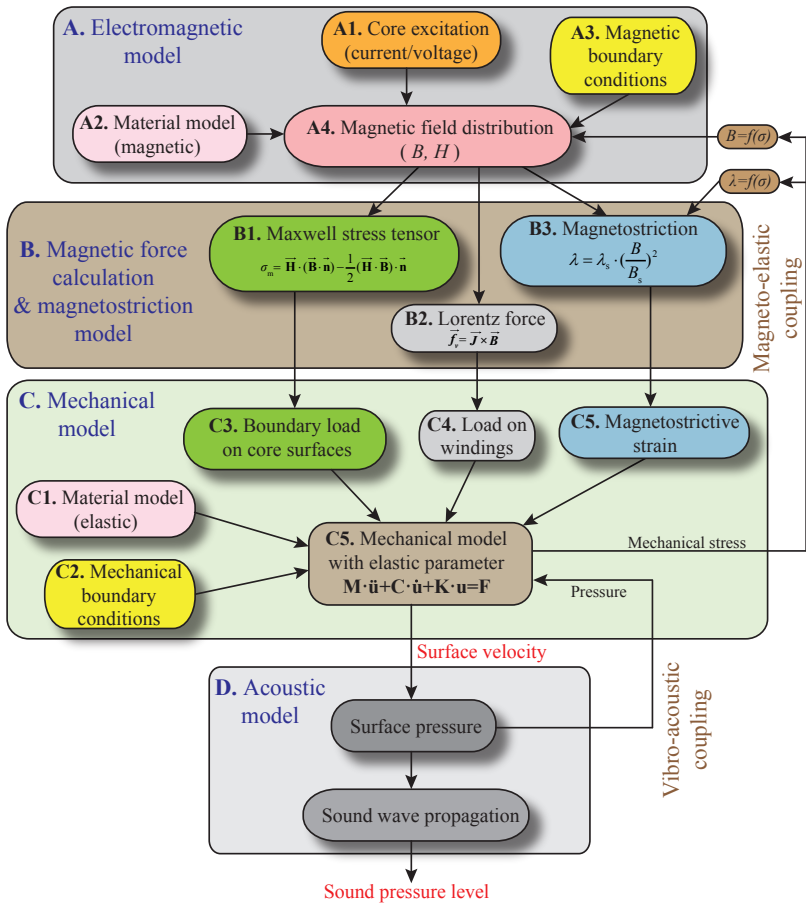 A. Electromagnetic
model
A1. Core excitation
(current/voltage)
A3. Magnetic
boundary
conditions
A2. Material model
(magnetic)
A4. Magnetic field distribution
( B, H )
B=f(σ)
λ=f(σ)
B. Magnetic force
calculation
& magnetostriction
model
B1. Maxwell stress tensor
σ_m = H⃗ · (B⃗ · n⃗) − 1/2 (H⃗ · B⃗) · n⃗
B3. Magnetostriction
λ = λ_s · (B/B_s)²
B2. Lorentz force
f⃗_v = J⃗ × B⃗
Magneto-elastic
coupling
C. Mechanical
model
C3. Boundary load
on core surfaces
C4. Load on
windings
C5. Magnetostrictive
strain
C1. Material model
(elastic)
C2. Mechanical
boundary
conditions
C5. Mechanical model
with elastic parameter
M·ü+C·u̇+K·u=F
Mechanical stress
Pressure
Surface velocity
D. Acoustic
model
Surface pressure
Sound wave propagation
Vibro-acoustic
coupling
Sound pressure level